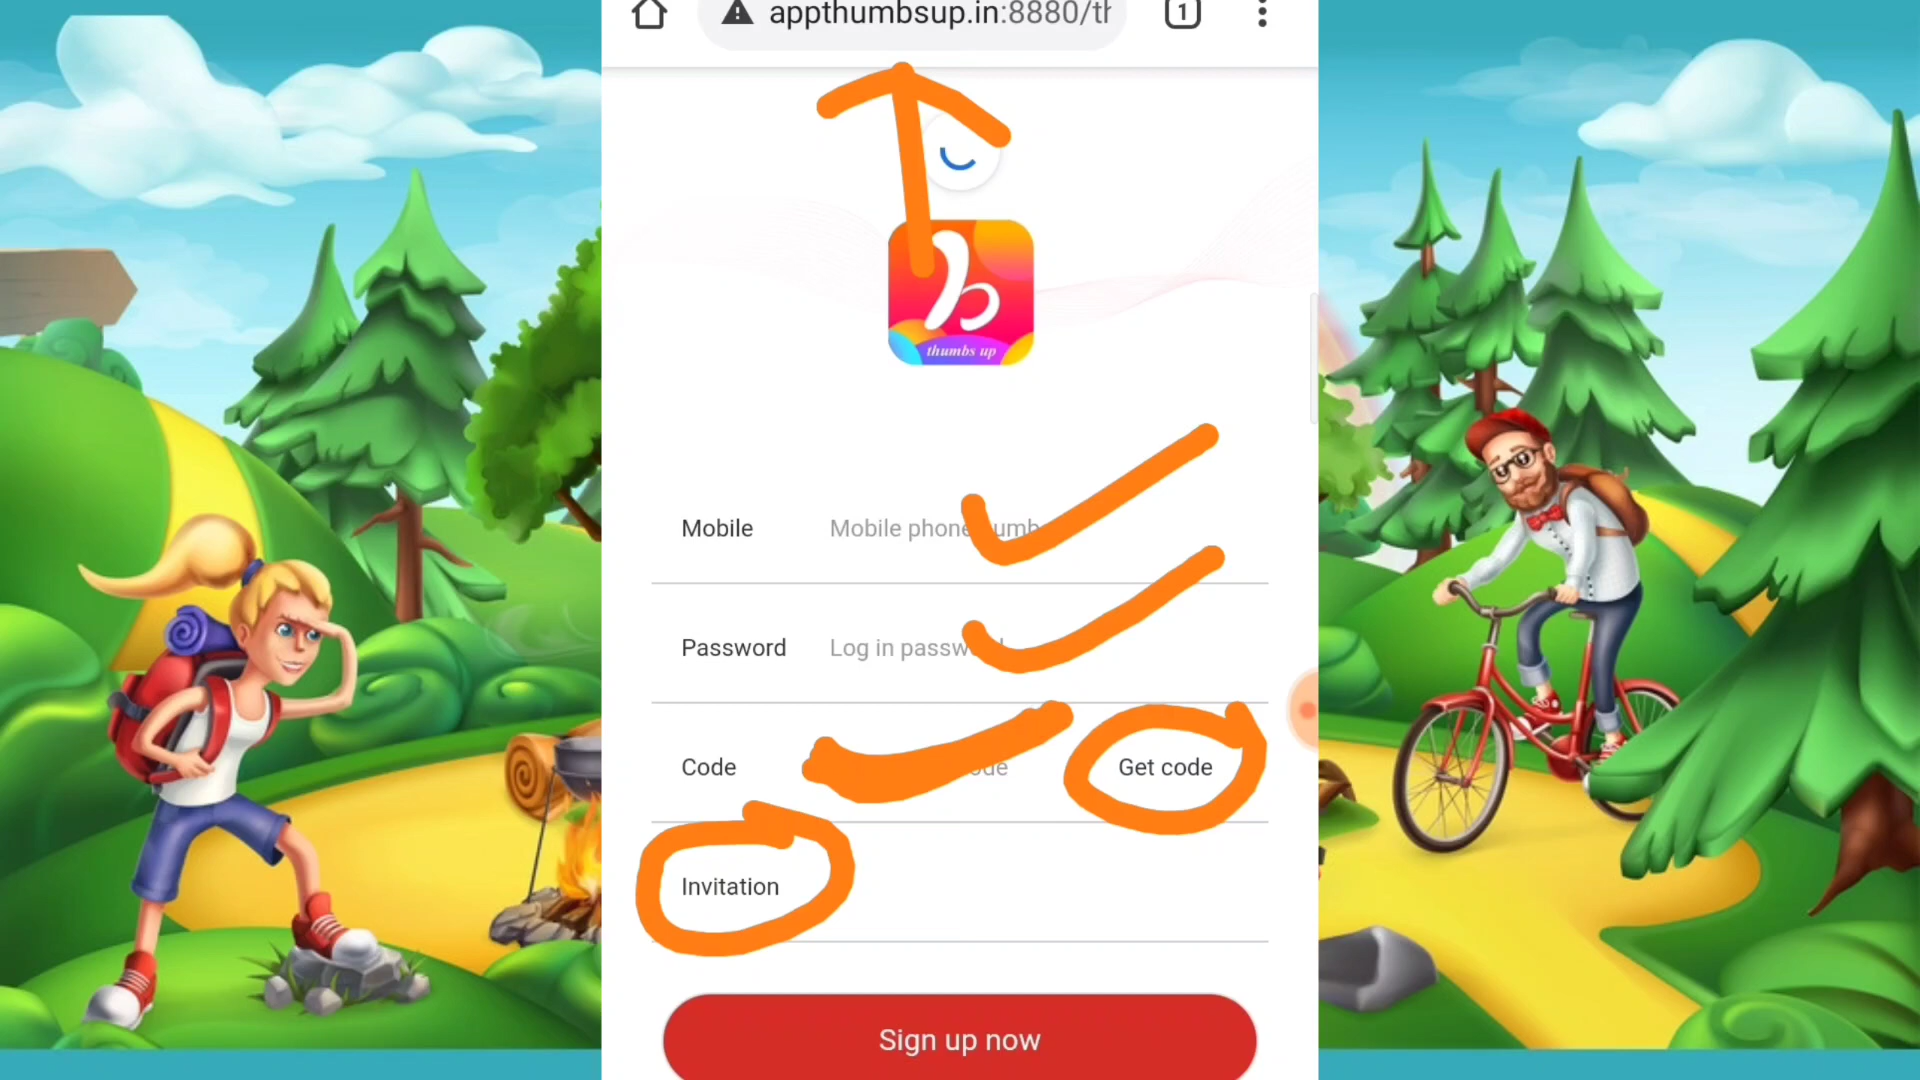 appthumbsup.in:8880/th
1
thumbs up
Mobile Mobile phone
Password Log in passw
Code Get code
Invitation
Sign up now